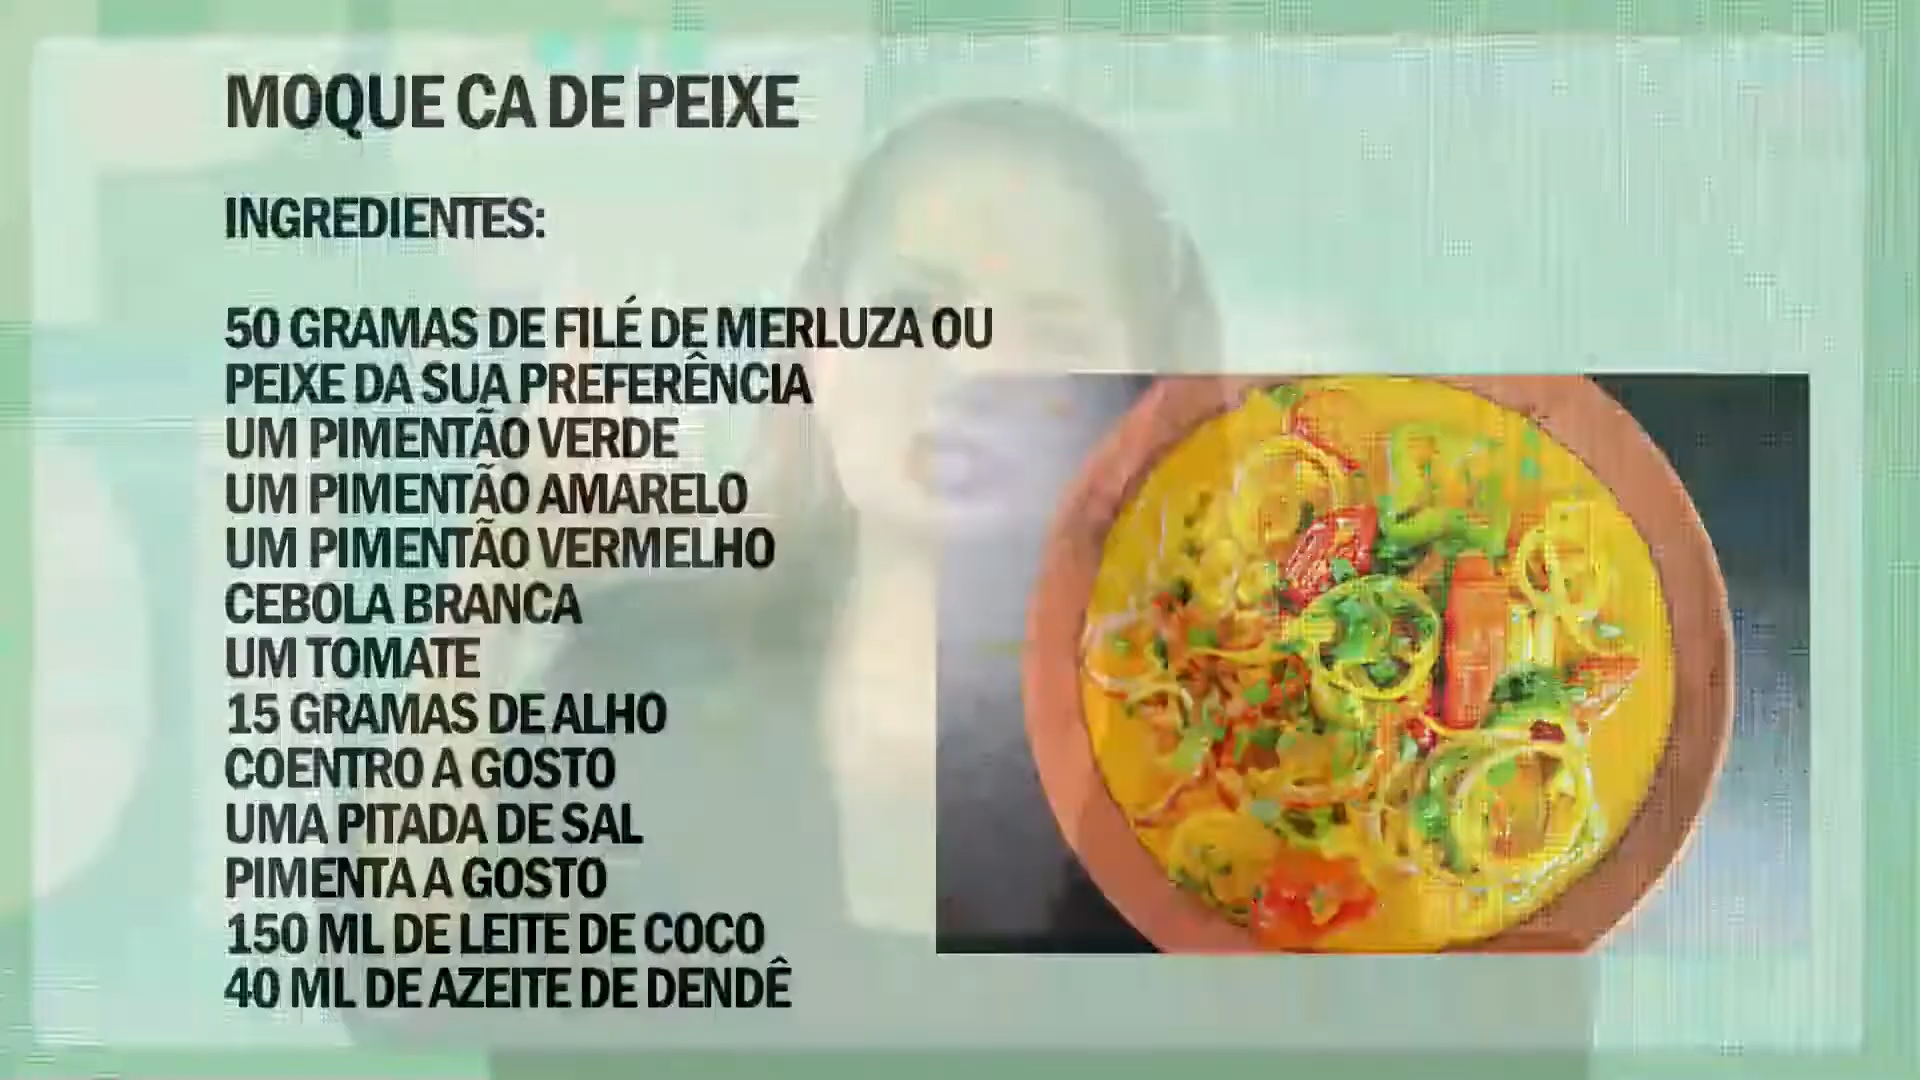 MOQUE CA DE PEIXE
INGREDIENTES:
50 GRAMAS DE FILÉ DE MERLUZA OU
PEIXE DA SUA PREFERÊNCIA
UM PIMENTÃO VERDE
UM PIMENTÃO AMARELO
UM PIMENTÃO VERMELHO
CEBOLA BRANCA
UM TOMATE
15 GRAMAS DE ALHO
COENTRO A GOSTO
UMA PITADA DE SAL
PIMENTA A GOSTO
150 ML DE LEITE DE COCO
40 ML DE AZEITE DE DENDÊ